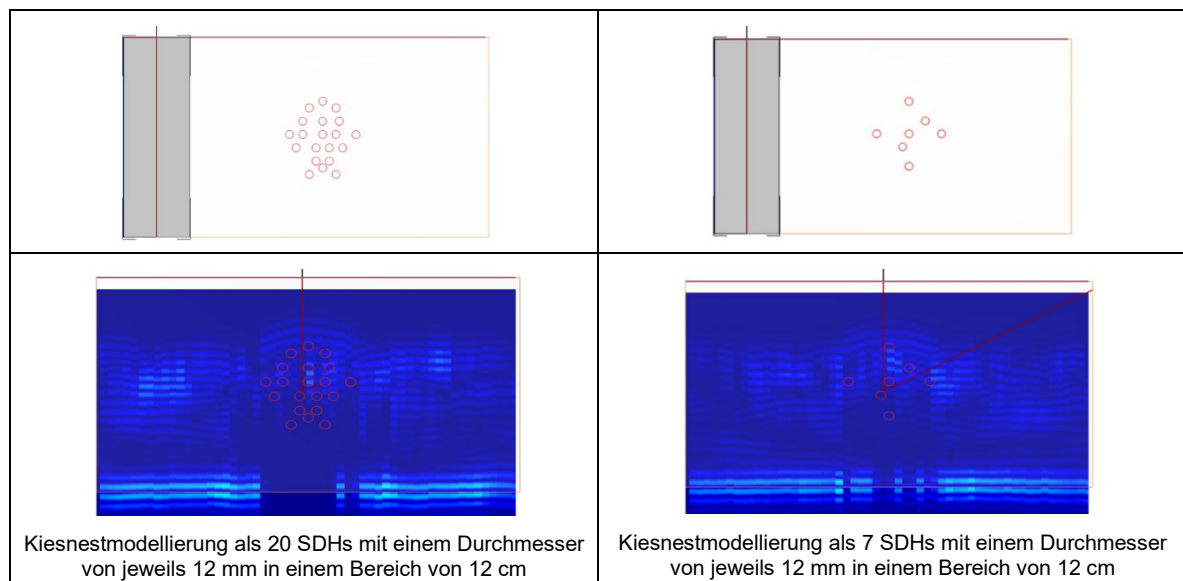 Kiesnestmodellierung als 20 SDHs mit einem Durchmesser
von jeweils 12 mm in einem Bereich von 12 cm
Kiesnestmodellierung als 7 SDHs mit einem Durchmesser
von jeweils 12 mm in einem Bereich von 12 cm